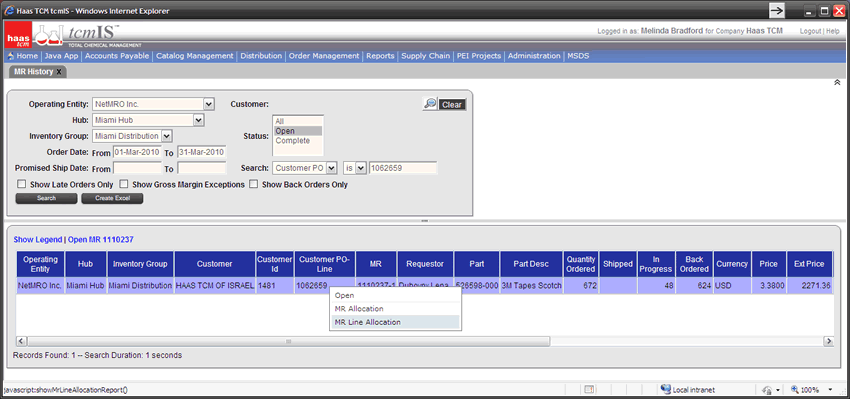 Haas TCM tcmIS - Windows Internet Explorer
haas tcm
tcmIS™
TOTAL CHEMICAL MANAGEMENT
Logged in as: Melinda Bradford for Company Haas TCM
Logout | Help
Home | Java App | Accounts Payable | Catalog Management | Distribution | Order Management | Reports | Supply Chain | PEI Projects | Administration | MSDS
MR History X
Operating Entity: NetMRO Inc. Customer: Clear
Hub: Miami Hub
Inventory Group: Miami Distribution Status: All
Open
Complete
Order Date: From 01-Mar-2010 To 31-Mar-2010
Promised Ship Date: From To Search: Customer PO is 1062659
Show Late Orders Only Show Gross Margin Exceptions Show Back Orders Only
Search Create Excel
Show Legend | Open MR 1110237
Operating Entity Hub Inventory Group Customer Customer Id Customer PO-Line MR Requestor Part Part Desc Quantity Ordered Shipped In Progress Back Ordered Currency Price Ext Price
NetMRO Inc. Miami Hub Miami Distribution HAAS TCM OF ISRAEL 1481 1062659 1110237-1 526598-000 3M Tapes Scotch 672 48 624 USD 3.3800 2271.36
Open
MR Allocation
MR Line Allocation
Records Found: 1 -- Search Duration: 1 seconds
javascript:showMrLineAllocationReport()
Local intranet
100%